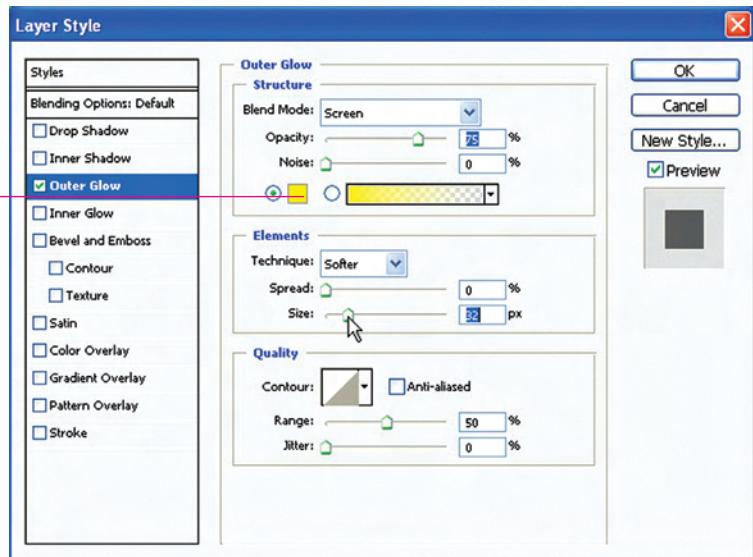 Layer Style
Styles
Blending Options: Default
Drop Shadow
Inner Shadow
Outer Glow
Inner Glow
Bevel and Emboss
Contour
Texture
Satin
Color Overlay
Gradient Overlay
Pattern Overlay
Stroke
Outer Glow
Structure
Blend Mode: Screen
Opacity: 75 %
Noise: 0 %
Elements
Technique: Softer
Spread: 0 %
Size: 32 px
Quality
Contour: Anti-aliased
Range: 50 %
Jitter: 0 %
OK
Cancel
New Style...
Preview